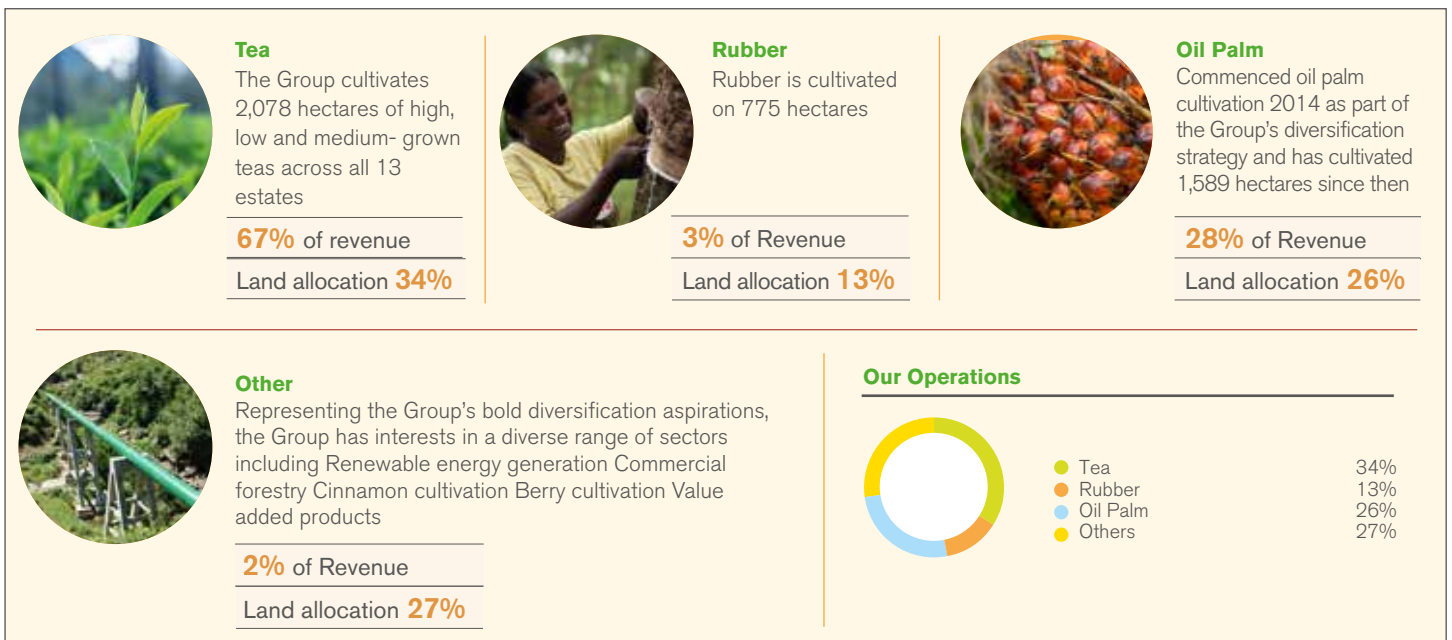 Tea
The Group cultivates
2,078 hectares of high,
low and medium- grown
teas across all 13
estates
67% of revenue
Land allocation 34%
Rubber
Rubber is cultivated
on 775 hectares
3% of Revenue
Land allocation 13%
Oil Palm
Commenced oil palm
cultivation 2014 as part of
the Group's diversification
strategy and has cultivated
1,589 hectares since then
28% of Revenue
Land allocation 26%
Other
Representing the Group's bold diversification aspirations,
the Group has interests in a diverse range of sectors
including Renewable energy generation Commercial
forestry Cinnamon cultivation Berry cultivation Value
added products
2% of Revenue
Land allocation 27%
Our Operations
Tea 34%
Rubber 13%
Oil Palm 26%
Others 27%